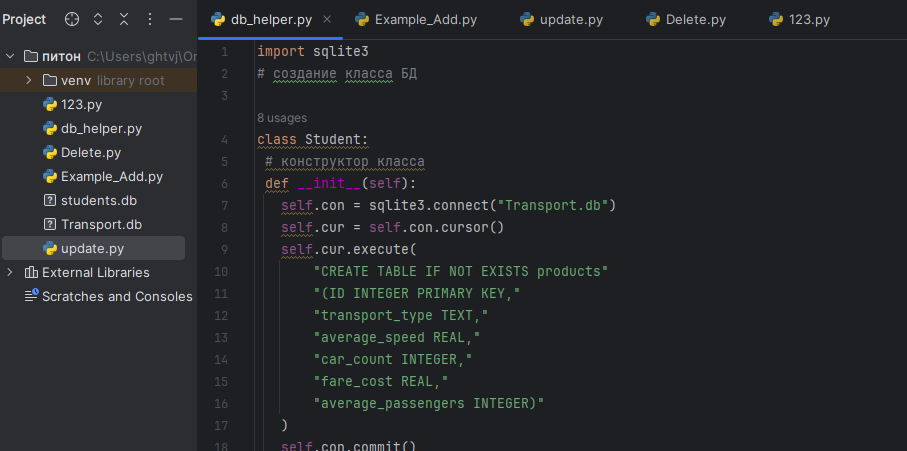 Project
db_helper.py
Example_Add.py
update.py
Delete.py
123.py
питон C:\Users\ghtvj\Or
venv library root
123.py
db_helper.py
Delete.py
Example_Add.py
students.db
Transport.db
update.py
External Libraries
Scratches and Consoles
1 import sqlite3
2 # создание класса БД
3
8 usages
4 class Student:
5 # конструктор класса
6 def __init__(self):
7 self.con = sqlite3.connect("Transport.db")
8 self.cur = self.con.cursor()
9 self.cur.execute(
10 "CREATE TABLE IF NOT EXISTS products"
11 "(ID INTEGER PRIMARY KEY,"
12 "transport_type TEXT,"
13 "average_speed REAL,"
14 "car_count INTEGER,"
15 "fare_cost REAL,"
16 "average_passengers INTEGER)"
17 )
18 self.con.commit()